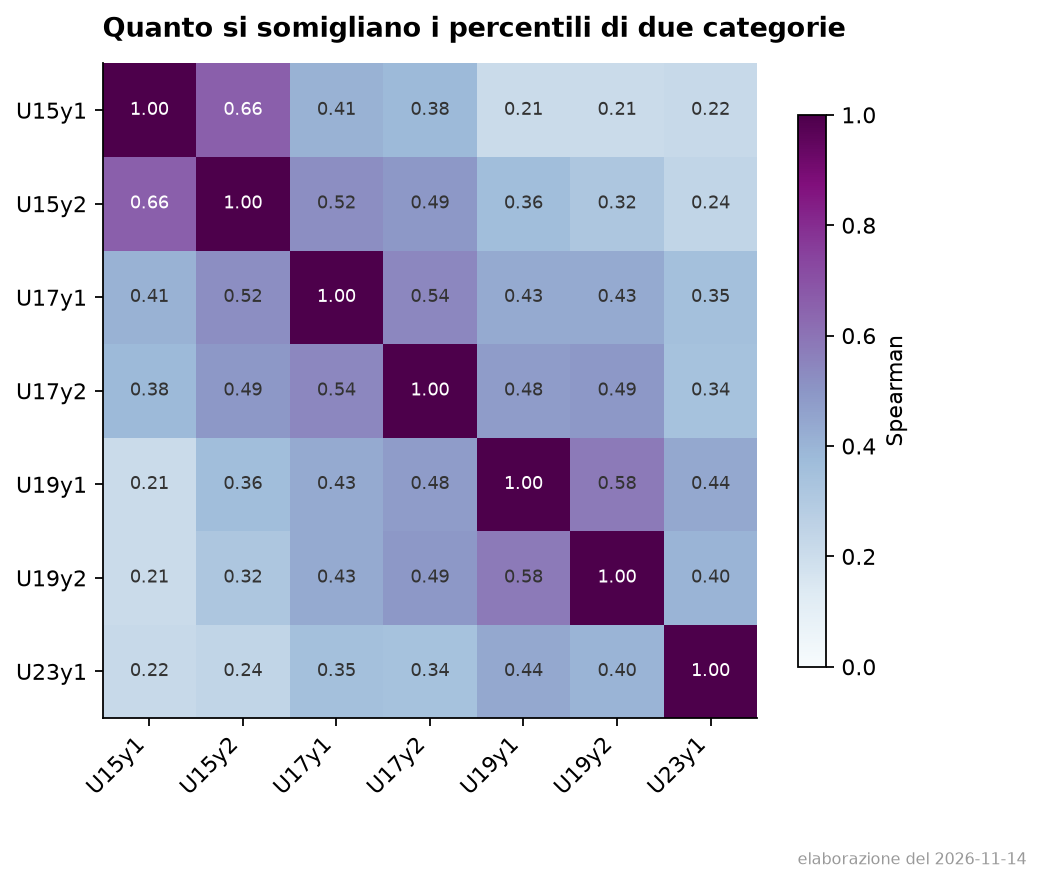 Quanto si somigliano i percentili di due categorie
U15y1 1.00 0.66 0.41 0.38 0.21 0.21 0.22
U15y2 0.66 1.00 0.52 0.49 0.36 0.32 0.24
U17y1 0.41 0.52 1.00 0.54 0.43 0.43 0.35
U17y2 0.38 0.49 0.54 1.00 0.48 0.49 0.34
U19y1 0.21 0.36 0.43 0.48 1.00 0.58 0.44
U19y2 0.21 0.32 0.43 0.49 0.58 1.00 0.40
U23y1 0.22 0.24 0.35 0.34 0.44 0.40 1.00
U15y1 U15y2 U17y1 U17y2 U19y1 U19y2 U23y1
1.0
0.8
0.6
0.4
0.2
0.0
Spearman
elaborazione del 2026-11-14